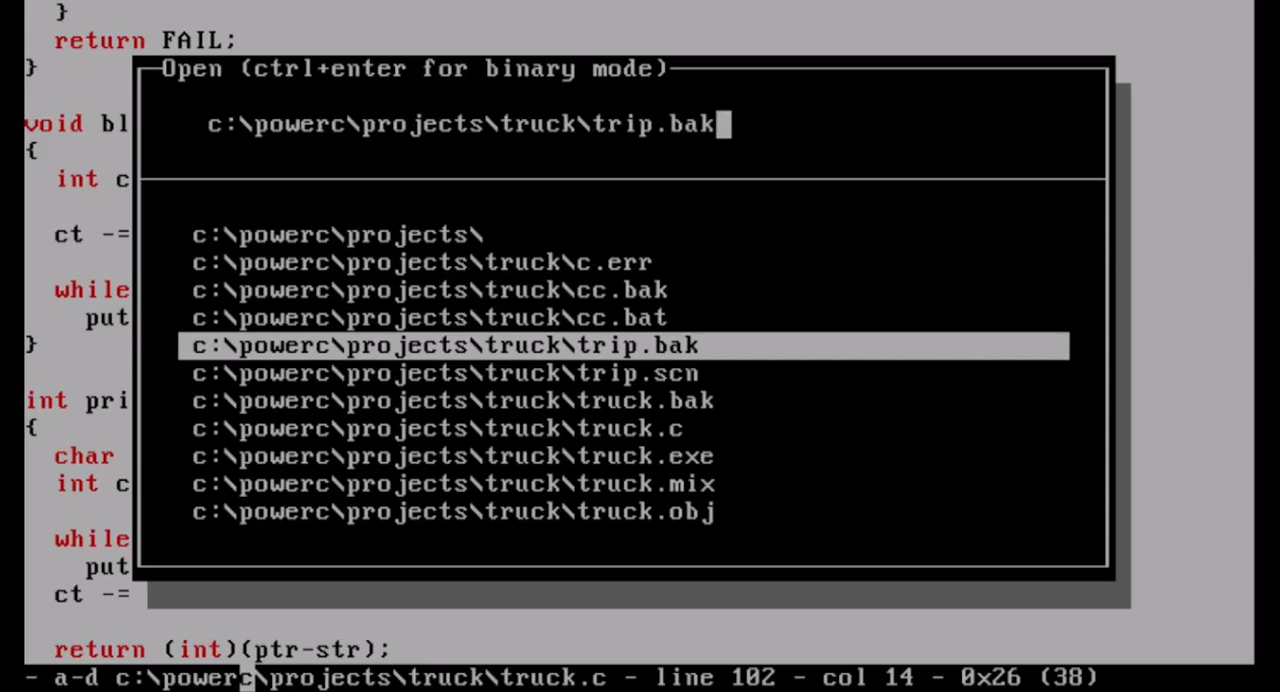 }
return FAIL;
}
Open (ctrl+enter for binary mode)
c:\powerc\projects\truck\trip.bak
void bl
{
int c
ct -=
while
put
}
int pri
{
char
int c
while
put
ct -=
c:\powerc\projects\
c:\powerc\projects\truck\c.err
c:\powerc\projects\truck\cc.bak
c:\powerc\projects\truck\cc.bat
c:\powerc\projects\truck\trip.bak
c:\powerc\projects\truck\trip.scn
c:\powerc\projects\truck\truck.bak
c:\powerc\projects\truck\truck.c
c:\powerc\projects\truck\truck.exe
c:\powerc\projects\truck\truck.mix
c:\powerc\projects\truck\truck.obj
return (int)(ptr-str);
- a-d c:\powerc\projects\truck\truck.c - line 102 - col 14 - 0x26 (38)